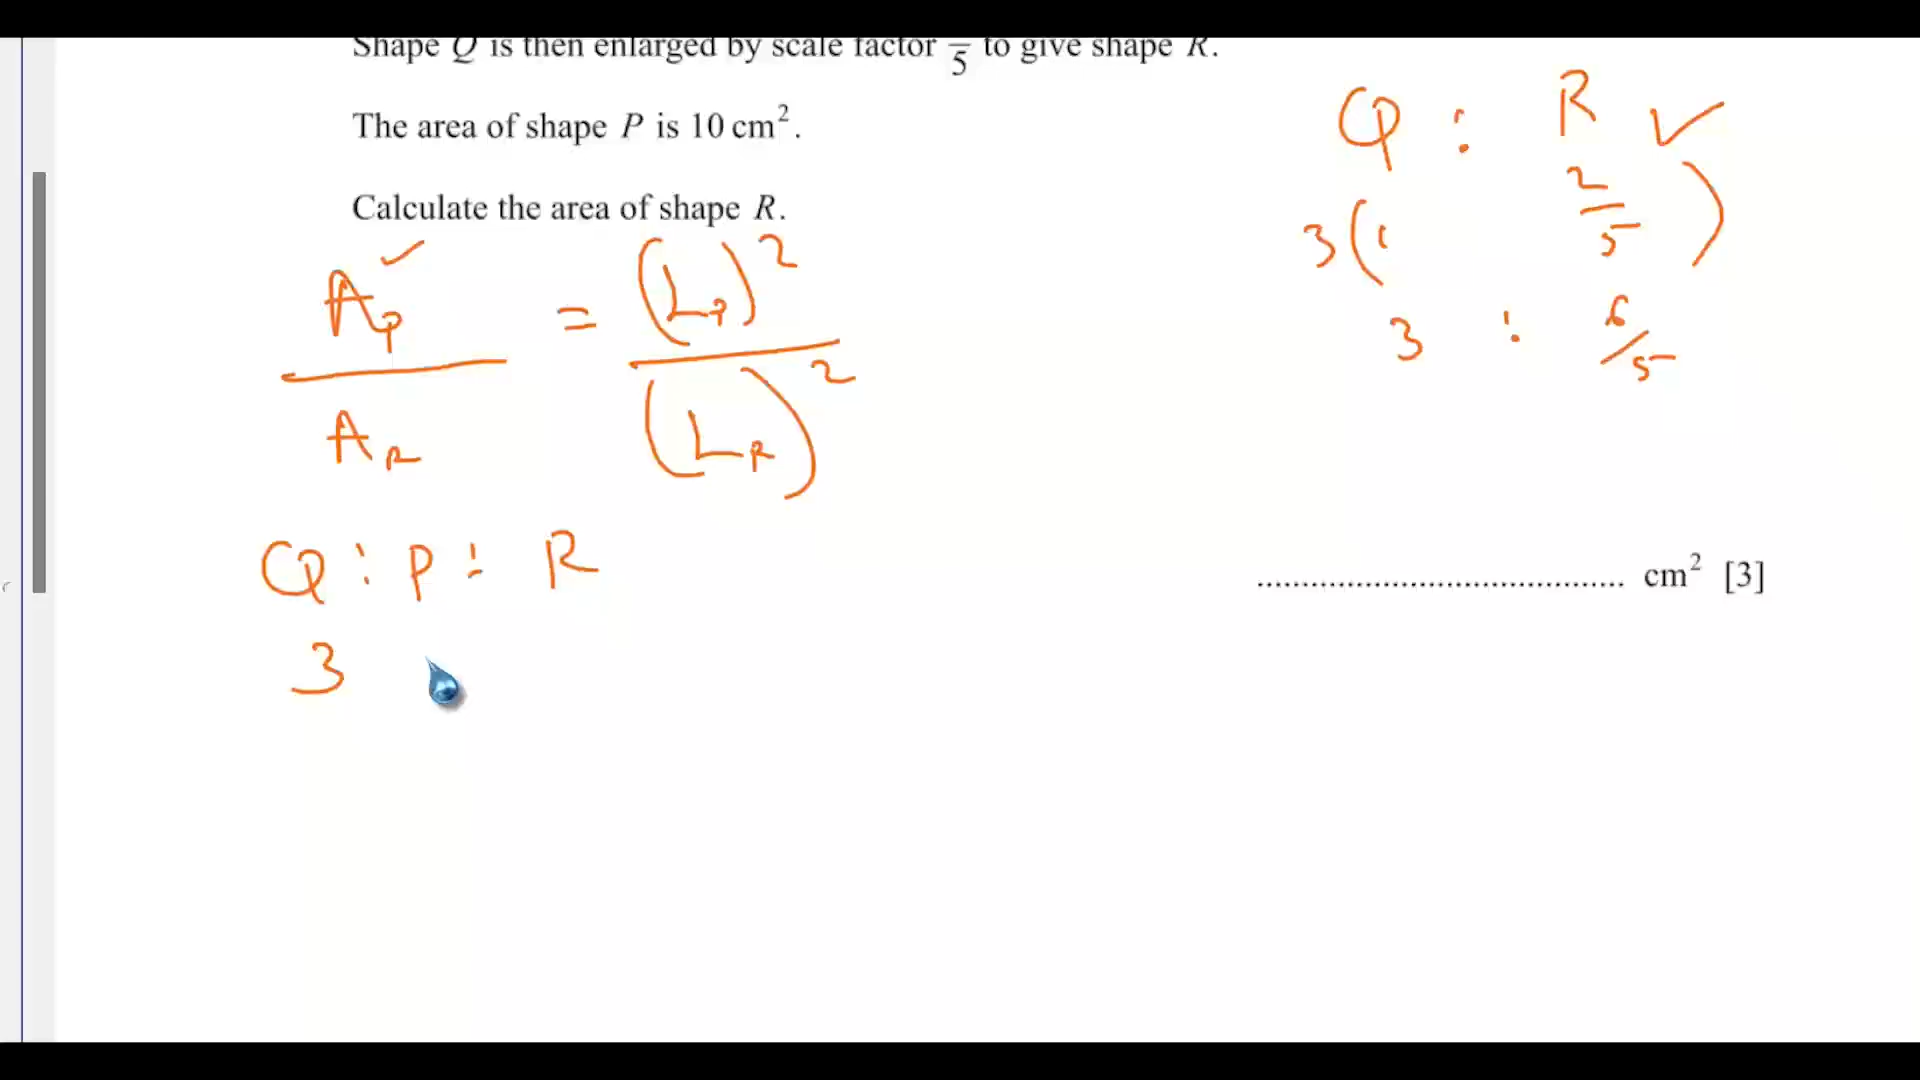 Shape Q is then enlarged by scale factor –/5 to give shape R.
The area of shape P is 10 cm².
Calculate the area of shape R.
Q : R ✓
3(1 2/5)
3 : 6/5
A_P ✓ / A_R = (L_P)² / (L_R)²
Q : P : R
3
........................................ cm² [3]